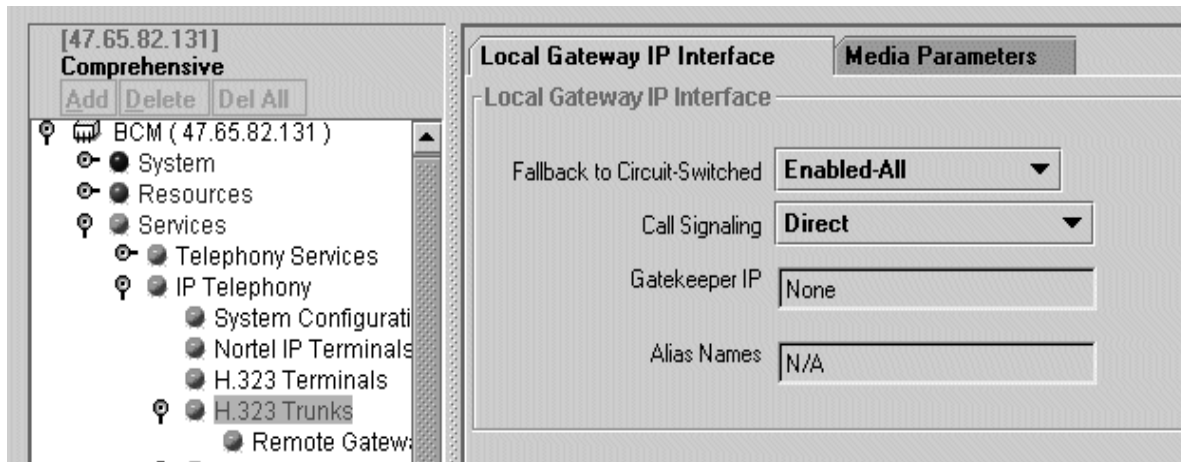 [47.65.82.131]
Comprehensive
Add Delete Del All
BCM ( 47.65.82.131 )
System
Resources
Services
Telephony Services
IP Telephony
System Configurati
Nortel IP Terminals
H.323 Terminals
H.323 Trunks
Remote Gatewa
Local Gateway IP Interface
Media Parameters
Local Gateway IP Interface
Fallback to Circuit-Switched Enabled-All
Call Signaling Direct
Gatekeeper IP None
Alias Names N/A